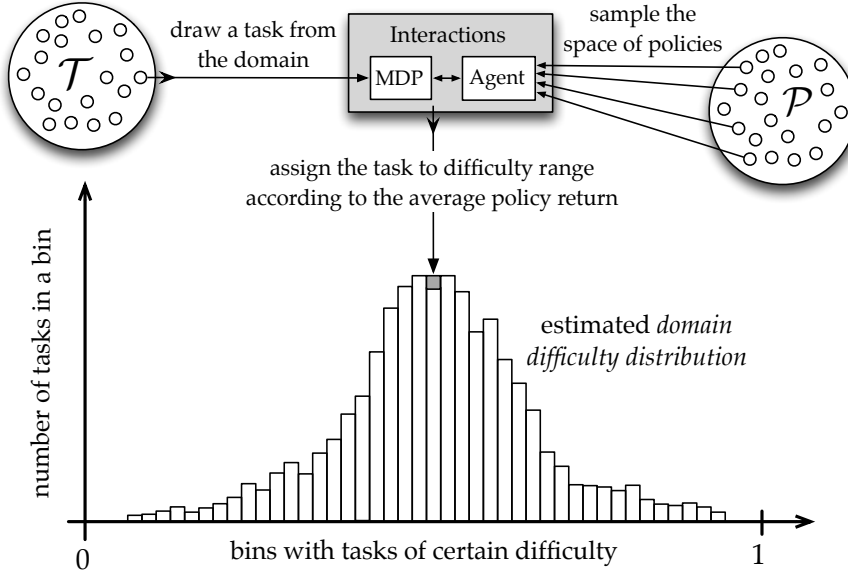 𝒯
draw a task from
the domain
Interactions
MDP
Agent
sample the
space of policies
𝒫
assign the task to difficulty range
according to the average policy return
number of tasks in a bin
estimated domain
difficulty distribution
0
bins with tasks of certain difficulty
1